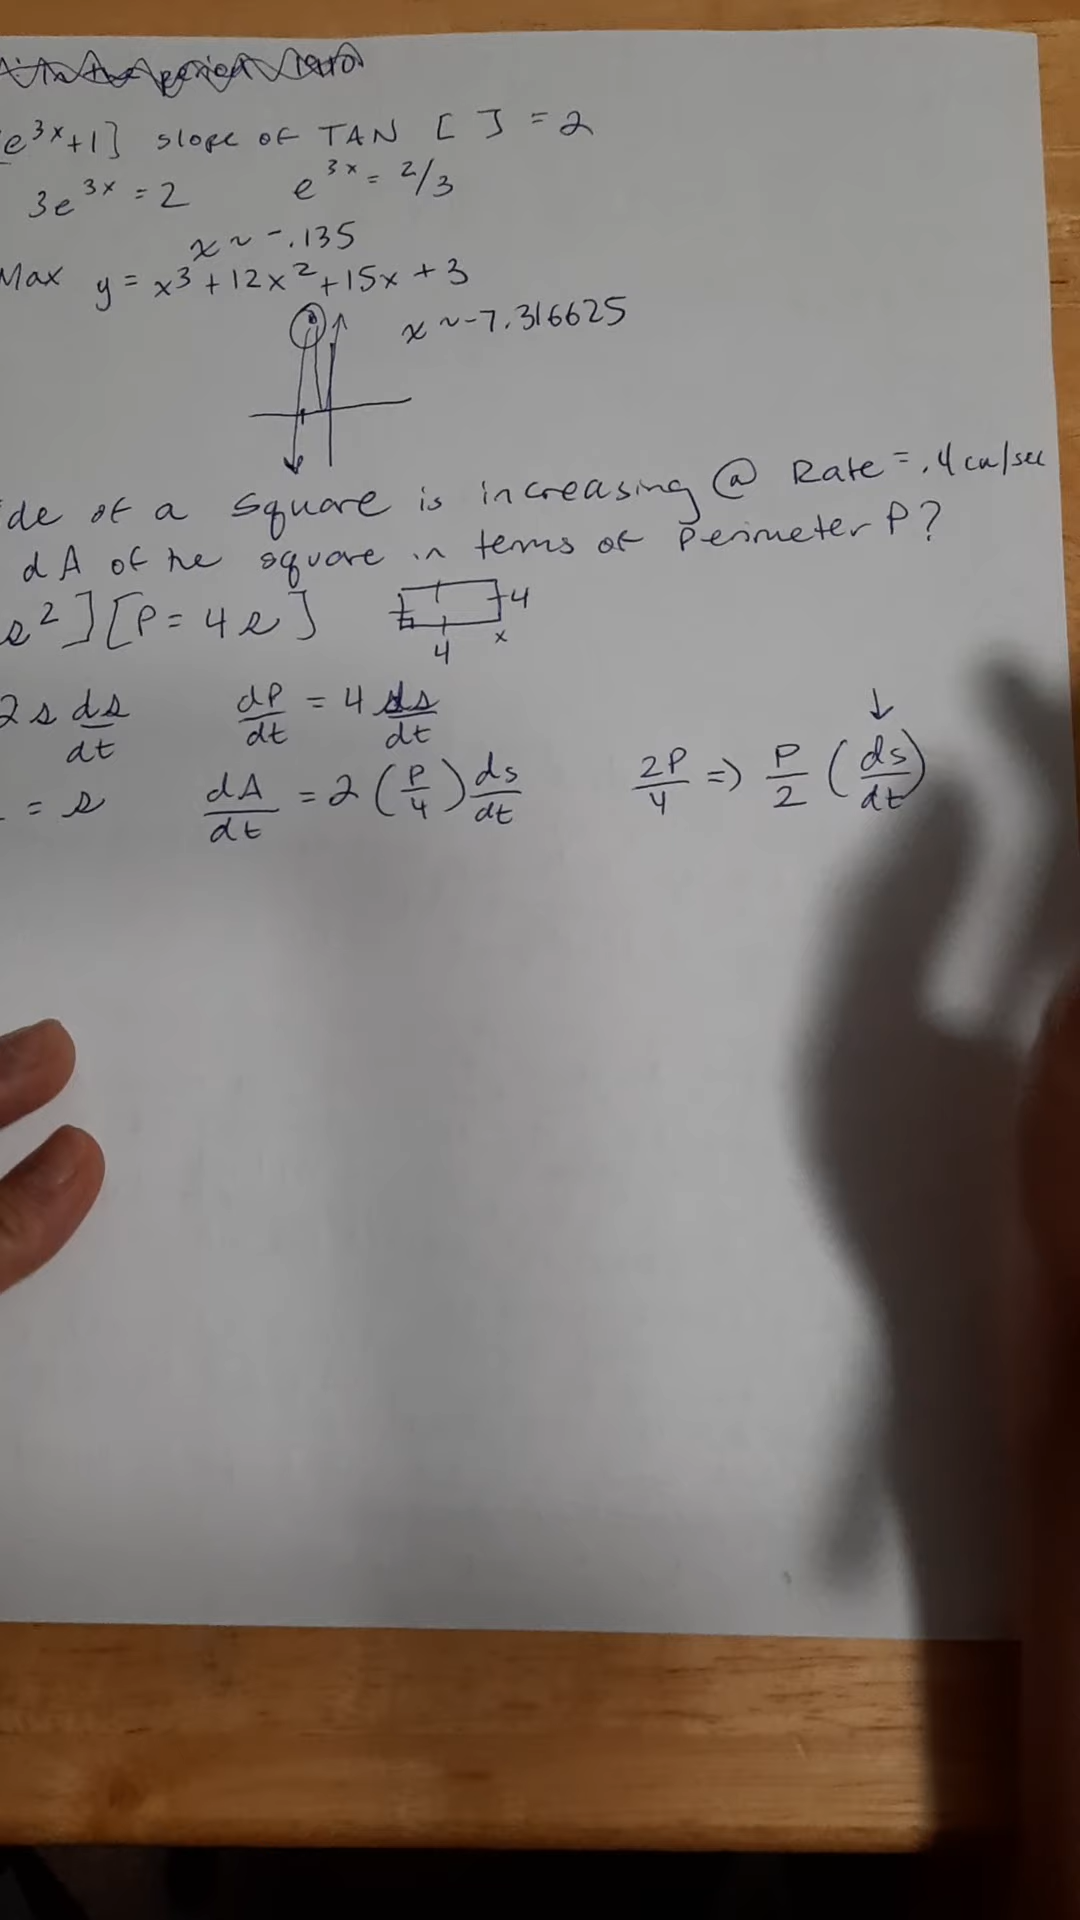 e^3x+1] slope of TAN [ ] = 2
3e^3x = 2 e^3x = 2/3
x ~ -.135
Max y = x^3 + 12x^2 + 15x + 3
x ~ -7.316625
de of a square is increasing @ Rate = .4 cm/sec
dA of he square in terms of Perimeter P?
s^2] [P = 4s] 4
4 x
2s ds/dt dP/dt = 4 ds/dt
= s dA/dt = 2 (P/4) ds/dt 2P/4 => P/2 (ds/dt)